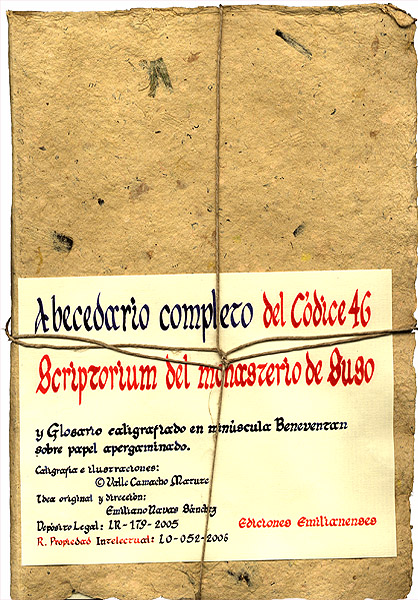 Abecedario completo del Códice 46
Scriptorium del monasterio de Suso
y Glosario caligrafiado en minúscula Beneventan
sobre papel apergaminado.
Caligrafía e ilustraciones:
© Valle Camacho Matute
Idea original y dirección:
Emiliano Navas Sánchez
Depósito Legal: LR-179-2005
Ediciones Emilianenses
R. Propiedad Intelectual: LO-052-2006